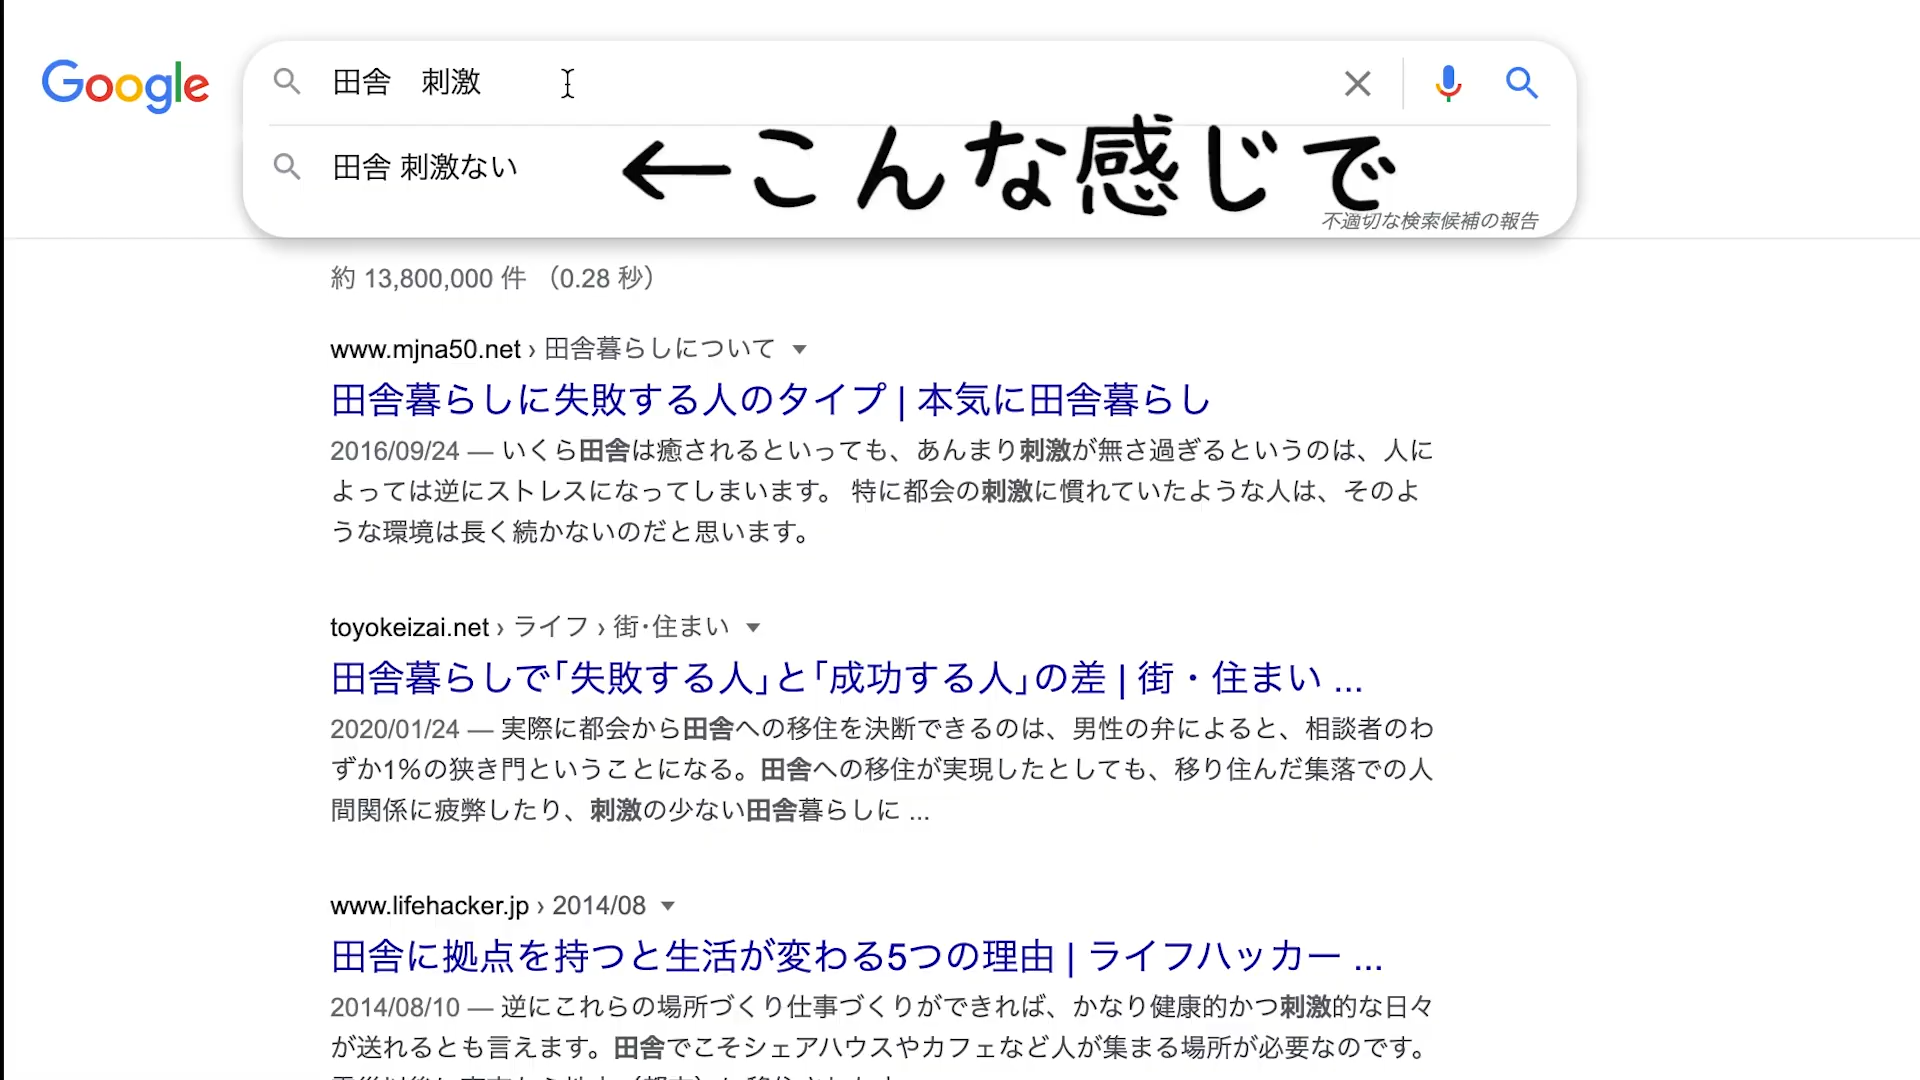 Google
田舎　刺激
田舎 刺激ない
←こんな感じで
不適切な検索候補の報告
約 13,800,000 件 （0.28 秒）
www.mjna50.net › 田舎暮らしについて
田舎暮らしに失敗する人のタイプ | 本気に田舎暮らし
2016/09/24 — いくら田舎は癒されるといっても、あんまり刺激が無さ過ぎるというのは、人に
よっては逆にストレスになってしまいます。 特に都会の刺激に慣れていたような人は、そのよ
うな環境は長く続かないのだと思います。
toyokeizai.net › ライフ › 街･住まい
田舎暮らしで｢失敗する人｣と｢成功する人｣の差 | 街・住まい ...
2020/01/24 — 実際に都会から田舎への移住を決断できるのは、男性の弁によると、相談者のわ
ずか1%の狭き門ということになる。田舎への移住が実現したとしても、移り住んだ集落での人
間関係に疲弊したり、刺激の少ない田舎暮らしに ...
www.lifehacker.jp › 2014/08
田舎に拠点を持つと生活が変わる5つの理由 | ライフハッカー ...
2014/08/10 — 逆にこれらの場所づくり仕事づくりができれば、かなり健康的かつ刺激的な日々
が送れるとも言えます。田舎でこそシェアハウスやカフェなど人が集まる場所が必要なのです。